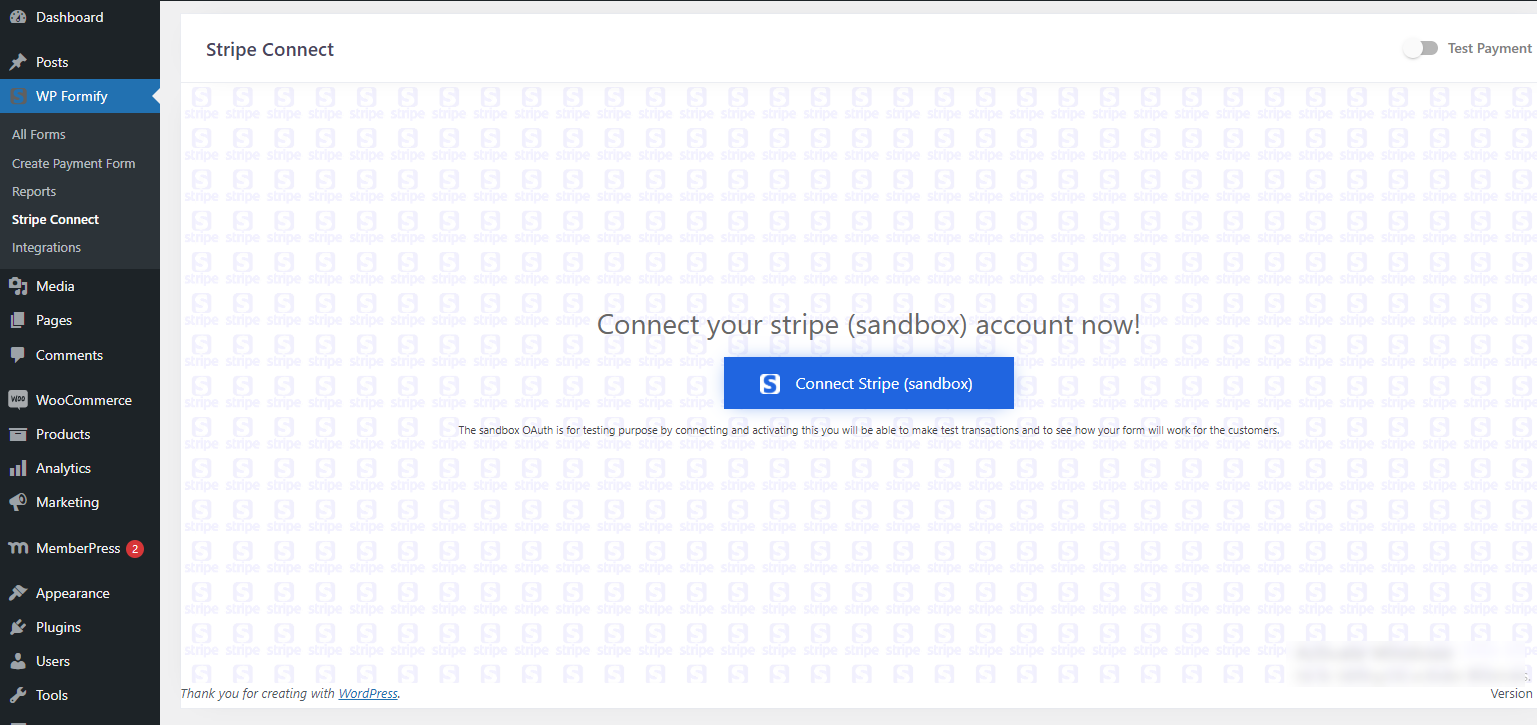 Dashboard
Posts
WP Formify
All Forms
Create Payment Form
Reports
Stripe Connect
Integrations
Media
Pages
Comments
WooCommerce
Products
Analytics
Marketing
MemberPress 2
Appearance
Plugins
Users
Tools
Stripe Connect
Test Payment
Connect your stripe (sandbox) account now!
Connect Stripe (sandbox)
The sandbox OAuth is for testing purpose by connecting and activating this you will be able to make test transactions and to see how your form will work for the customers.
Thank you for creating with WordPress.
Version